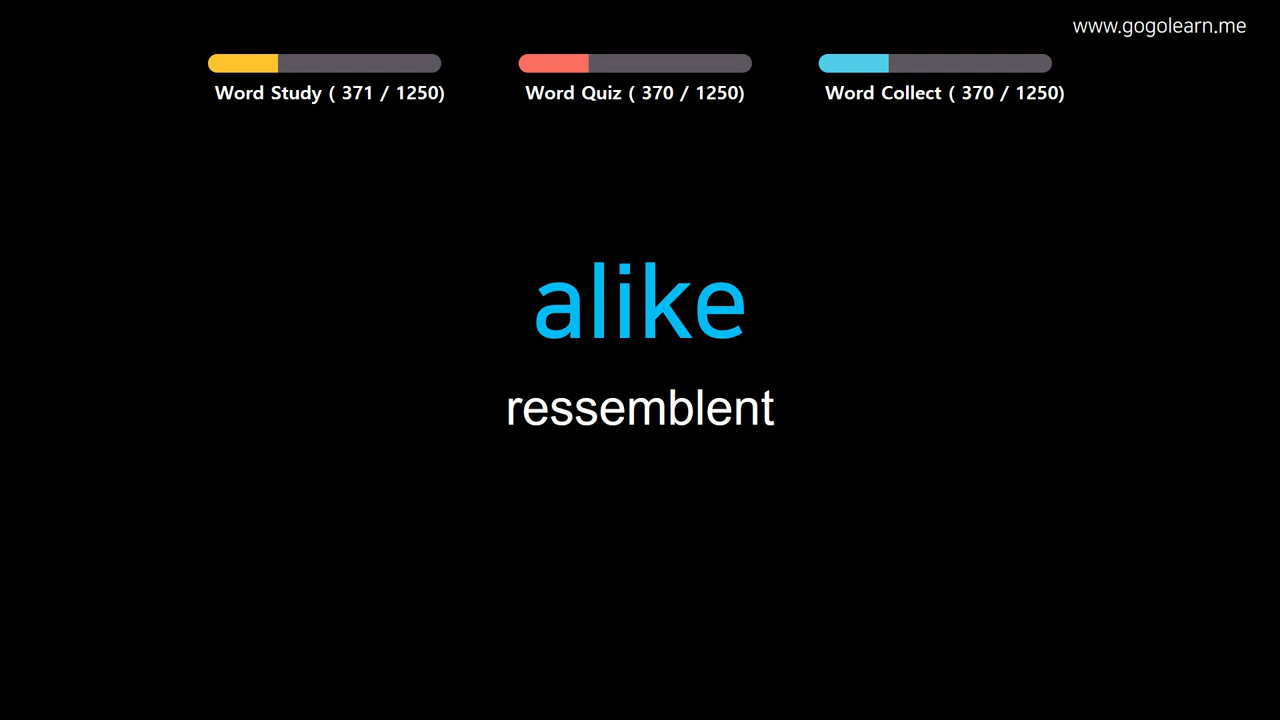 www.gogolearn.me
Word Study ( 371 / 1250)
Word Quiz ( 370 / 1250)
Word Collect ( 370 / 1250)
alike
ressemblent